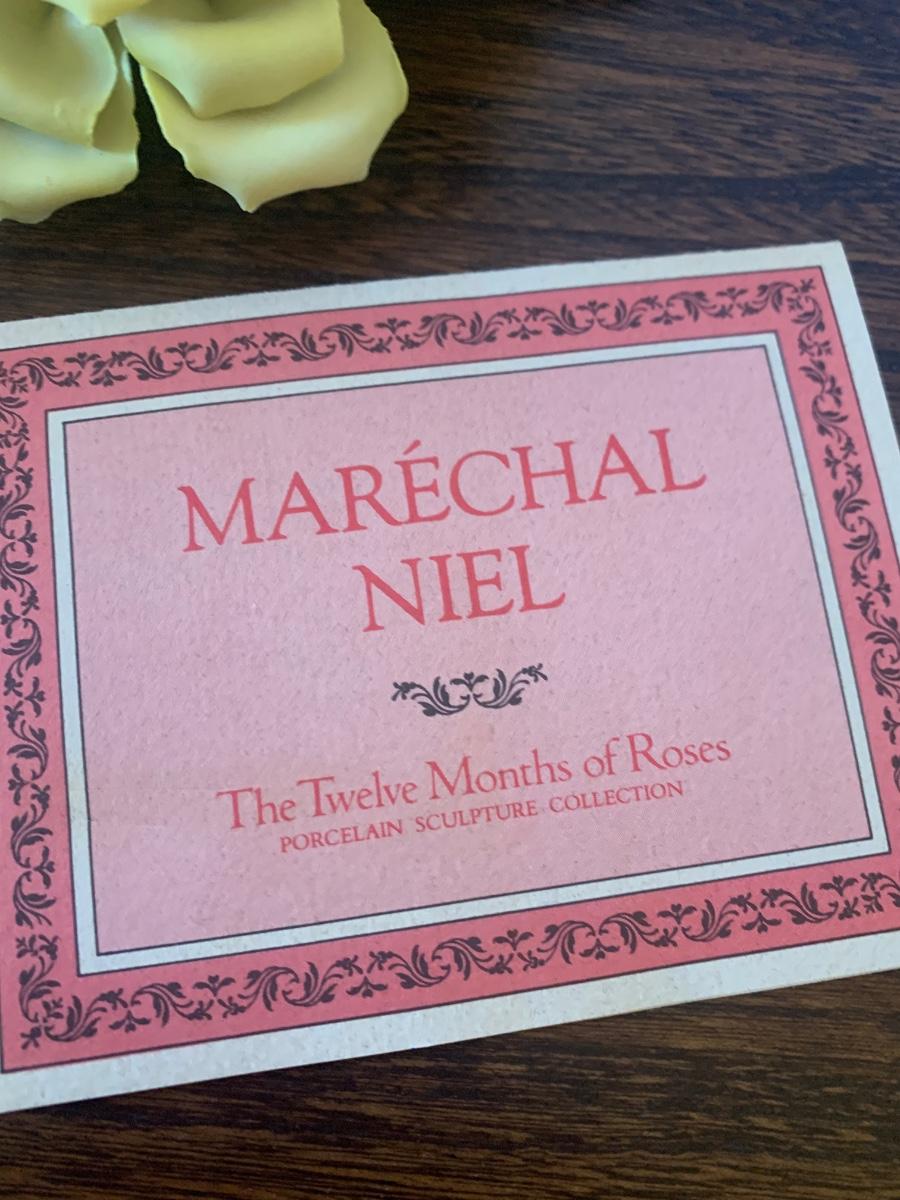 MARÉCHAL
NIEL
The Twelve Months of Roses
PORCELAIN SCULPTURE COLLECTION